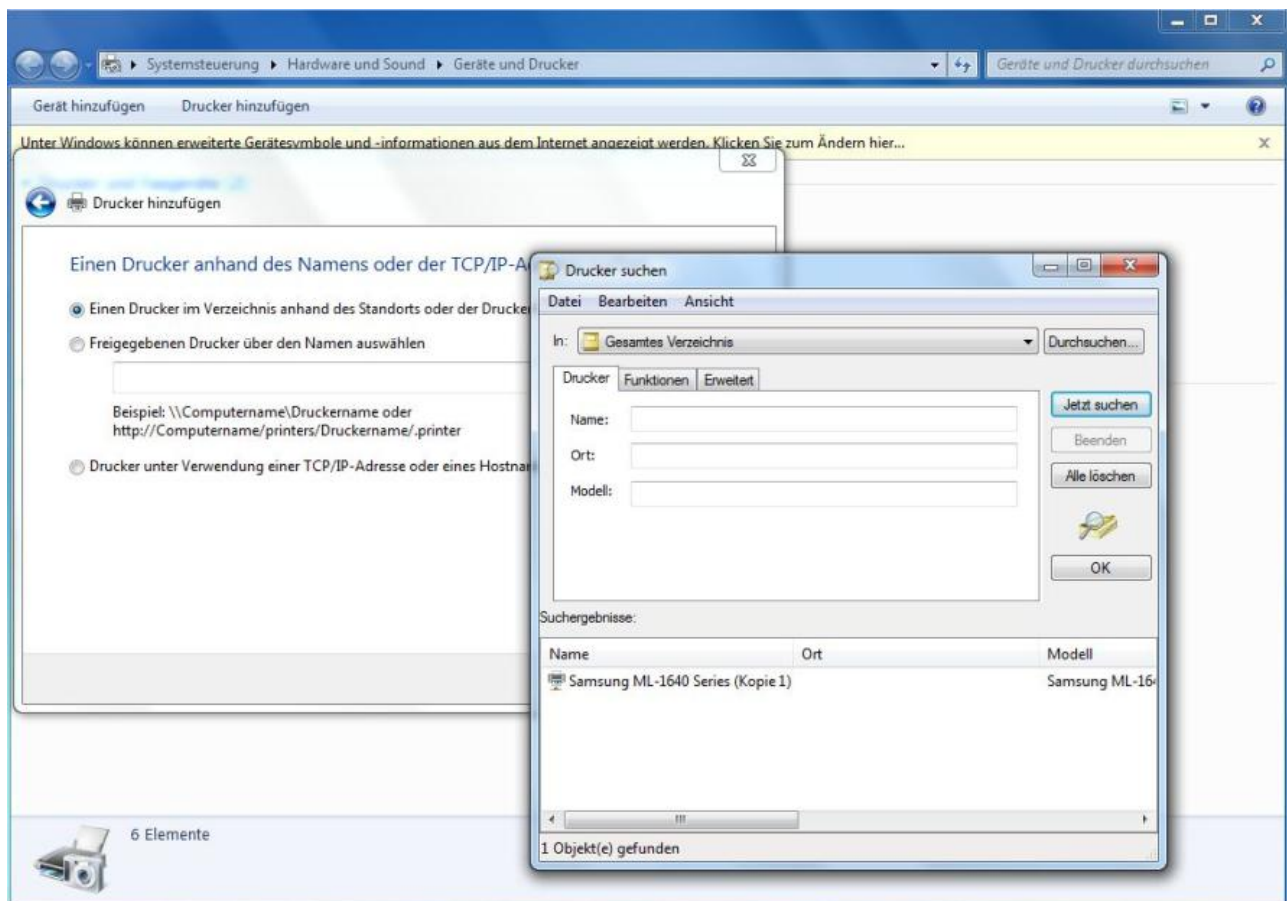 Systemsteuerung ▸ Hardware und Sound ▸ Geräte und Drucker
Geräte und Drucker durchsuchen
Gerät hinzufügen Drucker hinzufügen
Unter Windows können erweiterte Gerätesymbole und -informationen aus dem Internet angezeigt werden. Klicken Sie zum Ändern hier...
Drucker hinzufügen
Einen Drucker anhand des Namens oder der TCP/IP-A
Einen Drucker im Verzeichnis anhand des Standorts oder der Drucke
Freigegebenen Drucker über den Namen auswählen
Beispiel: \\Computername\Druckername oder
http://Computername/printers/Druckername/.printer
Drucker unter Verwendung einer TCP/IP-Adresse oder eines Hostna
Drucker suchen
Datei Bearbeiten Ansicht
In: Gesamtes Verzeichnis Durchsuchen...
Drucker Funktionen Erweitert
Name:
Ort:
Modell:
Jetzt suchen
Beenden
Alle löschen
OK
Suchergebnisse:
Name Ort Modell
Samsung ML-1640 Series (Kopie 1) Samsung ML-164
1 Objekt(e) gefunden
6 Elemente